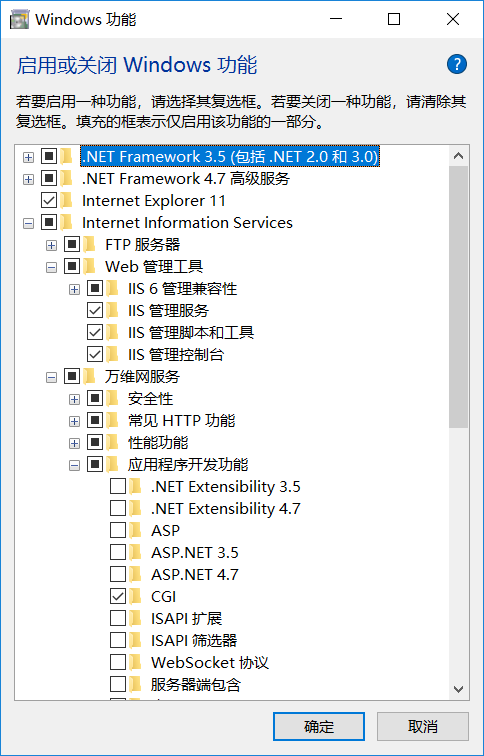 Windows 功能
启用或关闭 Windows 功能
?
若要启用一种功能，请选择其复选框。若要关闭一种功能，请清除其
复选框。填充的框表示仅启用该功能的一部分。
.NET Framework 3.5 (包括 .NET 2.0 和 3.0)
.NET Framework 4.7 高级服务
Internet Explorer 11
Internet Information Services
FTP 服务器
Web 管理工具
IIS 6 管理兼容性
IIS 管理服务
IIS 管理脚本和工具
IIS 管理控制台
万维网服务
安全性
常见 HTTP 功能
性能功能
应用程序开发功能
.NET Extensibility 3.5
.NET Extensibility 4.7
ASP
ASP.NET 3.5
ASP.NET 4.7
CGI
ISAPI 扩展
ISAPI 筛选器
WebSocket 协议
服务器端包含
确定
取消